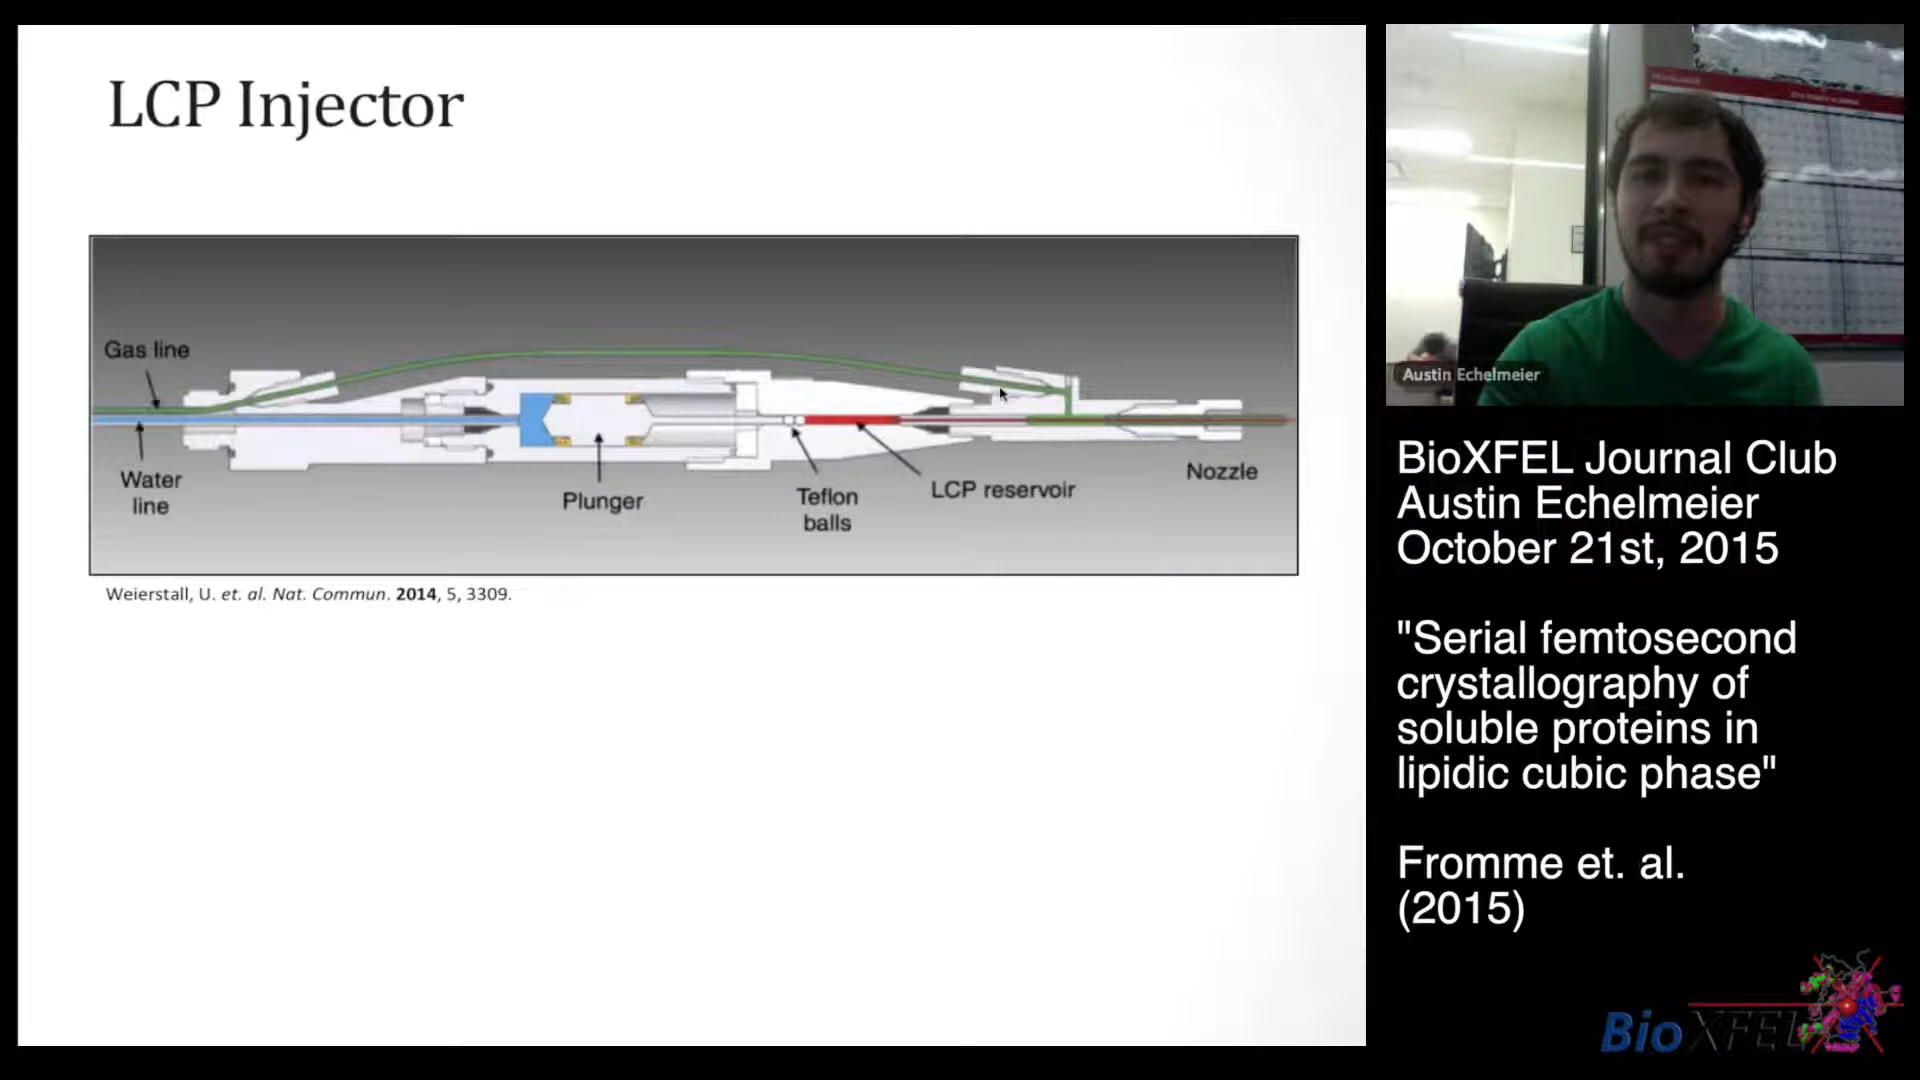 LCP Injector
Gas line
Water
line
Plunger
Teflon
balls
LCP reservoir
Nozzle
Weierstall, U. et. al. Nat. Commun. 2014, 5, 3309.
Austin Echelmeier
BioXFEL Journal Club
Austin Echelmeier
October 21st, 2015
"Serial femtosecond
crystallography of
soluble proteins in
lipidic cubic phase"
Fromme et. al.
(2015)
BioXFEL